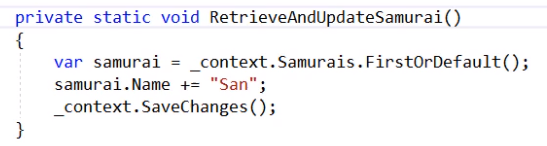 private static void RetrieveAndUpdateSamurai()
{
    var samurai = _context.Samurais.FirstOrDefault();
    samurai.Name += "San";
    _context.SaveChanges();
}